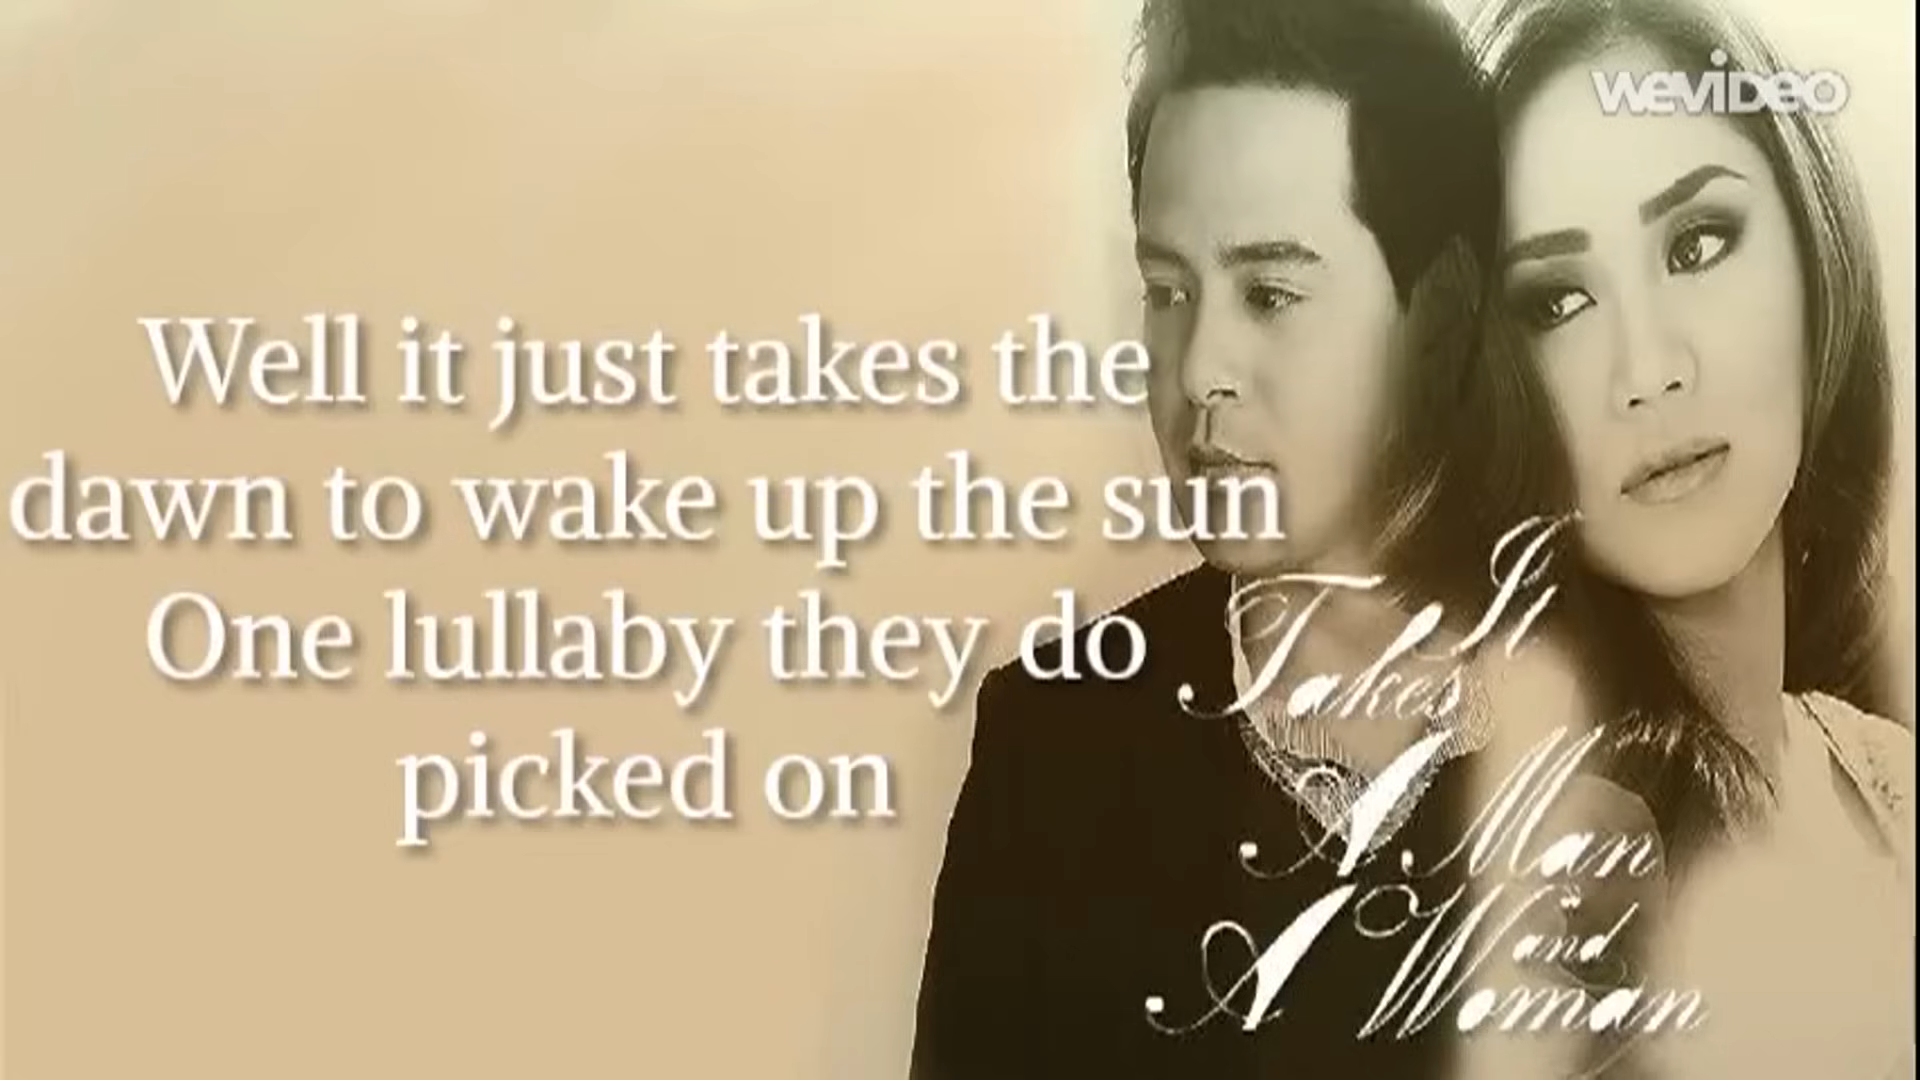 WEVIDEO
Well it just takes the
dawn to wake up the sun
One lullaby they do
picked on
It
Takes
A Man
and
A Woman